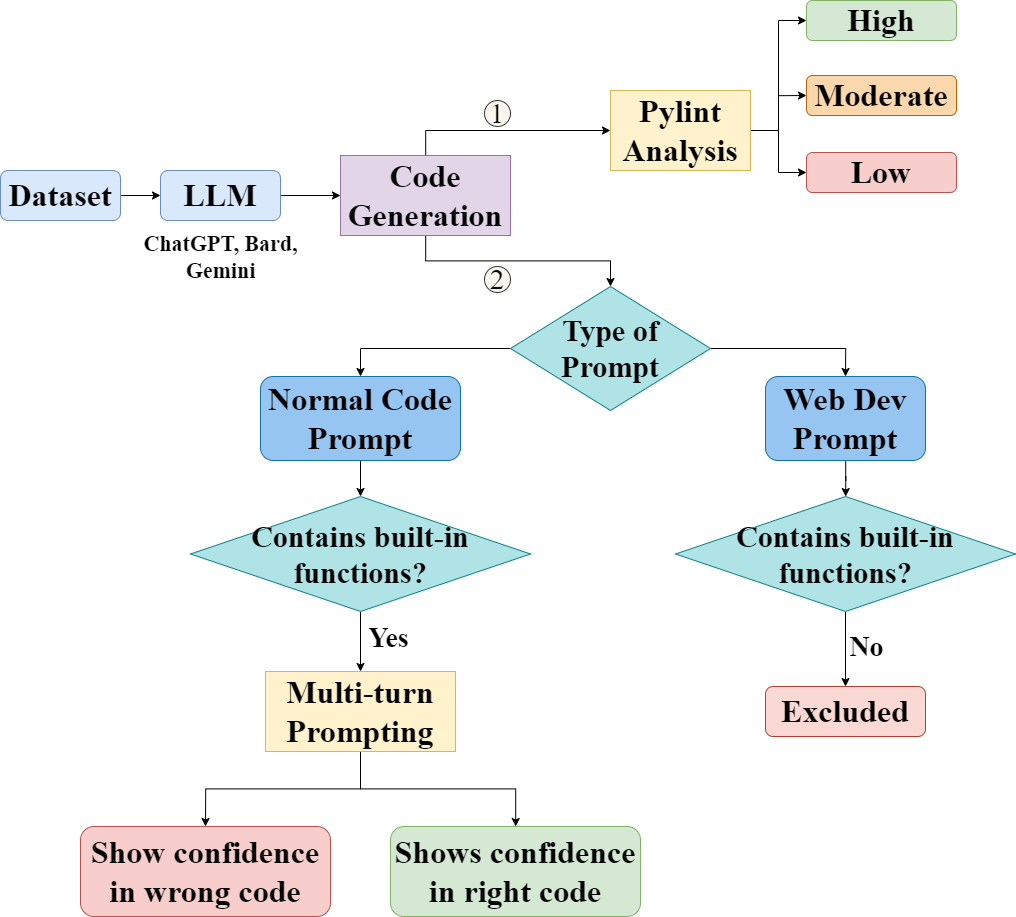 High
①
Pylint
Analysis
Moderate
Low
Dataset
LLM
Code
Generation
ChatGPT, Bard,
Gemini
②
Type of
Prompt
Normal Code
Prompt
Web Dev
Prompt
Contains built-in
functions?
Contains built-in
functions?
Yes
No
Multi-turn
Prompting
Excluded
Show confidence
in wrong code
Shows confidence
in right code